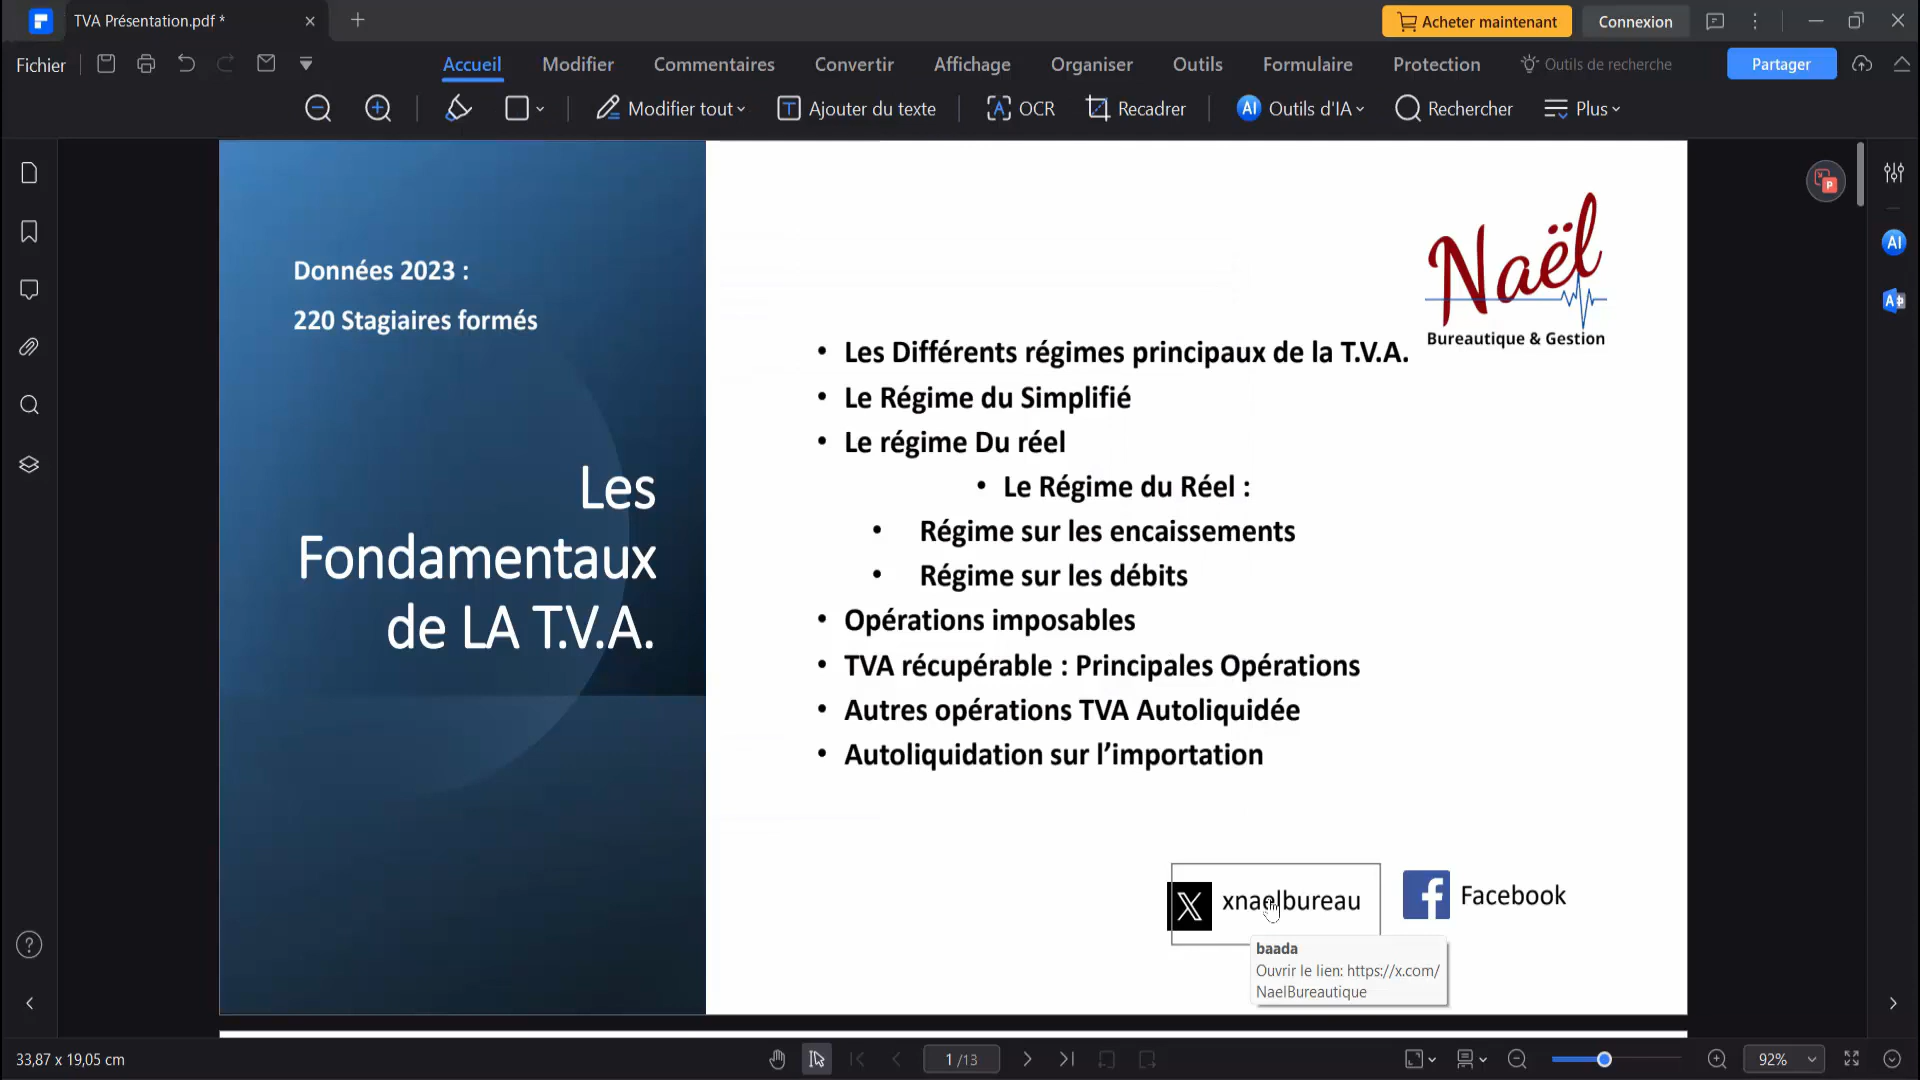 TVA Présentation.pdf *
Acheter maintenant
Connexion
Fichier
Accueil
Modifier
Commentaires
Convertir
Affichage
Organiser
Outils
Formulaire
Protection
Outils de recherche
Partager
Modifier tout
Ajouter du texte
OCR
Recadrer
AI Outils d'IA
Rechercher
Plus
Données 2023 :
220 Stagiaires formés
Les
Fondamentaux
de LA T.V.A.
Naël
Bureautique & Gestion
• Les Différents régimes principaux de la T.V.A.
• Le Régime du Simplifié
• Le régime Du réel
• Le Régime du Réel :
• Régime sur les encaissements
• Régime sur les débits
• Opérations imposables
• TVA récupérable : Principales Opérations
• Autres opérations TVA Autoliquidée
• Autoliquidation sur l’importation
xnaelbureau
Facebook
baada
Ouvrir le lien: https://x.com/
NaelBureautique
AI
33,87 x 19,05 cm
1 /13
92%